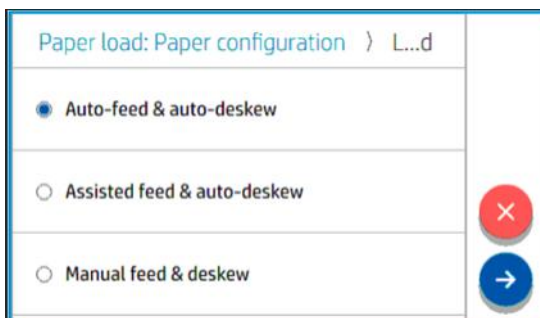 Paper load: Paper configuration 〉 L...d
Auto-feed & auto-deskew
Assisted feed & auto-deskew
Manual feed & deskew